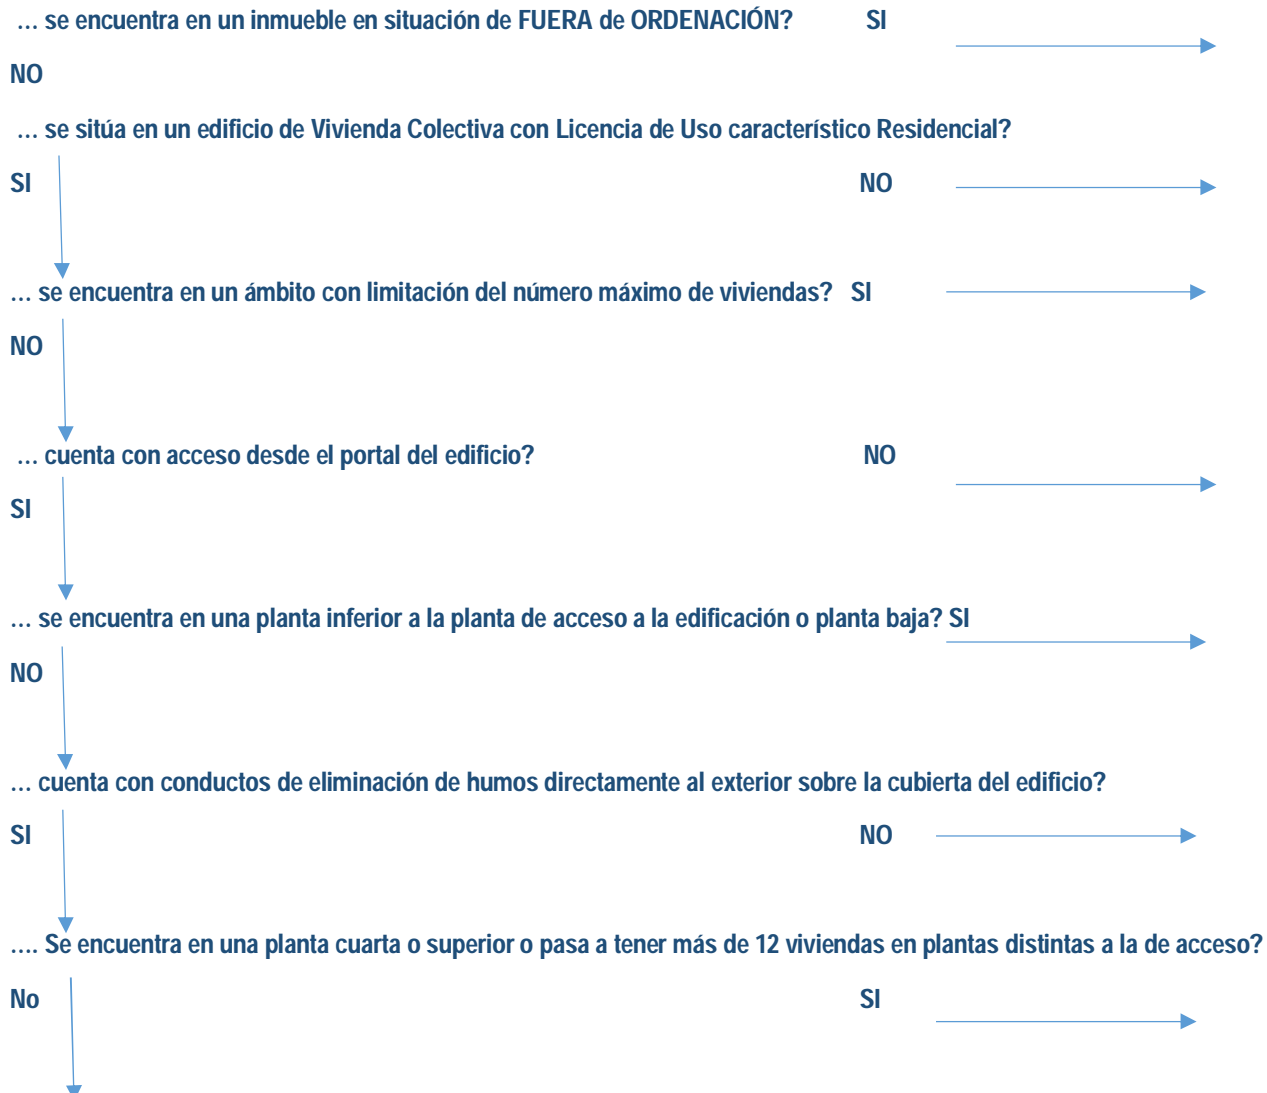 … se encuentra en un inmueble en situación de FUERA de ORDENACIÓN? SI
NO
… se sitúa en un edificio de Vivienda Colectiva con Licencia de Uso característico Residencial?
SI NO
… se encuentra en un ámbito con limitación del número máximo de viviendas? SI
NO
… cuenta con acceso desde el portal del edificio? NO
SI
… se encuentra en una planta inferior a la planta de acceso a la edificación o planta baja? SI
NO
… cuenta con conductos de eliminación de humos directamente al exterior sobre la cubierta del edificio?
SI NO
…. Se encuentra en una planta cuarta o superior o pasa a tener más de 12 viviendas en plantas distintas a la de acceso?
No SI